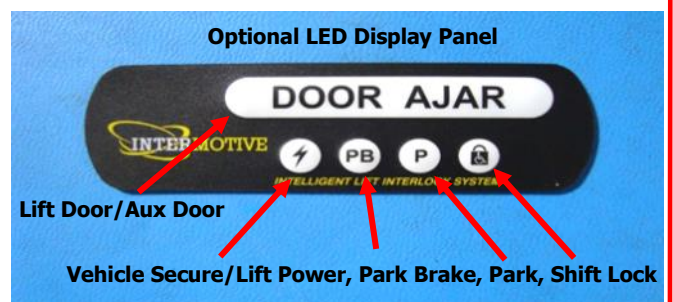 Optional LED Display Panel
DOOR AJAR
INTERMOTIVE
PB P
INTELLIGENT LIFT INTERLOCK SYSTEM
Lift Door/Aux Door
Vehicle Secure/Lift Power, Park Brake, Park, Shift Lock